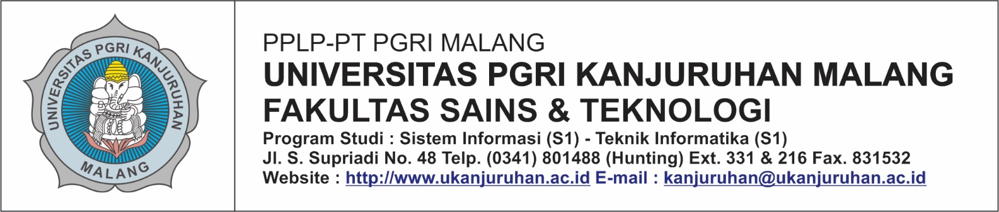 UNIVERSITAS PGRI KANJURUHAN
MALANG
PPLP-PT PGRI MALANG
UNIVERSITAS PGRI KANJURUHAN MALANG
FAKULTAS SAINS & TEKNOLOGI
Program Studi : Sistem Informasi (S1) - Teknik Informatika (S1)
Jl. S. Supriadi No. 48 Telp. (0341) 801488 (Hunting) Ext. 331 & 216 Fax. 831532
Website : http://www.ukanjuruhan.ac.id E-mail : kanjuruhan@ukanjuruhan.ac.id